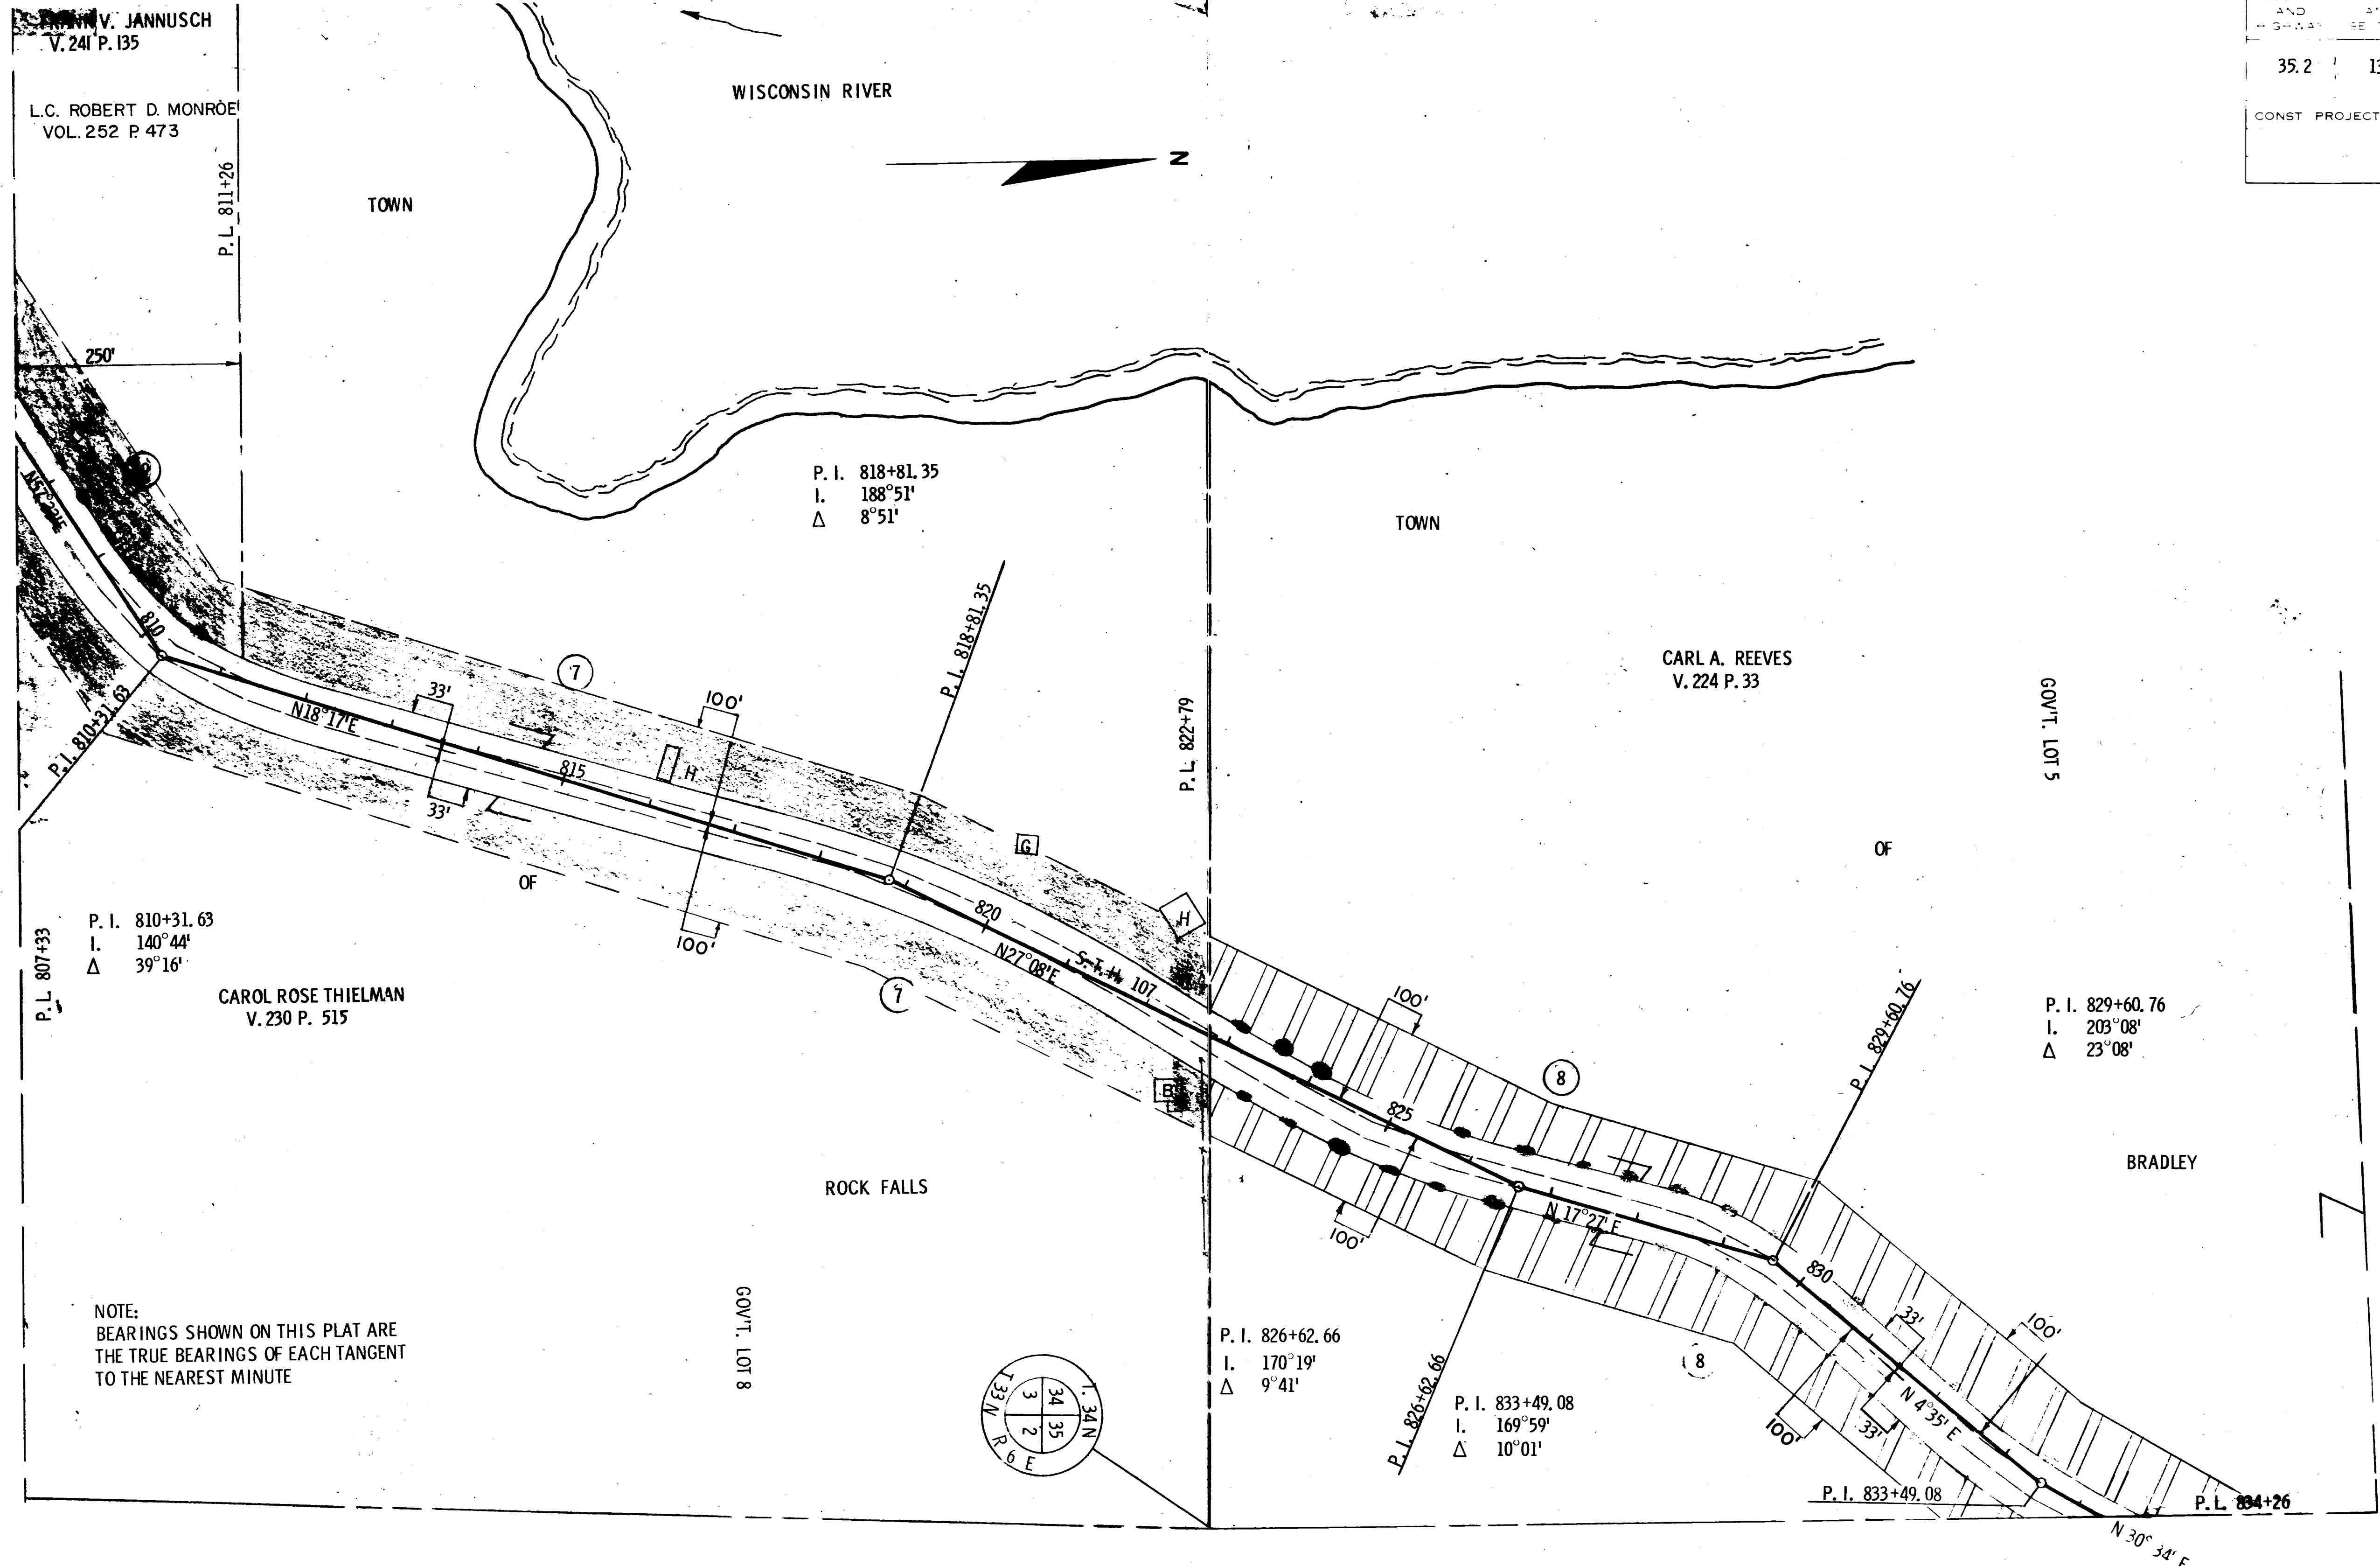 V. JANNUSCH
V. 241 P. 135
L.C. ROBERT D. MONROE
VOL. 252 P. 473
P.L. 811+26
TOWN
WISCONSIN RIVER
N
AND
35.2
CONST PROJECT
250'
P. I. 818+81.35
I. 188°51'
Δ 8°51'
TOWN
CARL A. REEVES
V. 224 P. 33
GOV'T. LOT 5
810
P. I. 810+31.63
N18°17'E
33'
33'
7
815
H
100'
100'
P. I. 818+81.35
P.L. 822+79
OF
OF
G
H
820
N27°08'E
S.T.H. 107
7
B
P. I. 810+31.63
I. 140°44'
Δ 39°16'
P.L. 807+33
CAROL ROSE THIELMAN
V. 230 P. 515
100'
825
8
100'
P. I. 829+60.76
P. I. 829+60.76
I. 203°08'
Δ 23°08'
BRADLEY
ROCK FALLS
N 17°27' E
830
33'
100'
NOTE:
BEARINGS SHOWN ON THIS PLAT ARE
THE TRUE BEARINGS OF EACH TANGENT
TO THE NEAREST MINUTE
GOV'T. LOT 8
T. 34 N
34 35
3 2
T 33 N R 6 E
P. I. 826+62.66
I. 170°19'
Δ 9°41'
P. I. 826+62.66
P. I. 833+49.08
I. 169°59'
Δ 10°01'
8
100'
33'
N 4°35' E
P. I. 833+49.08
P.L. 834+26
N 30° 34' E